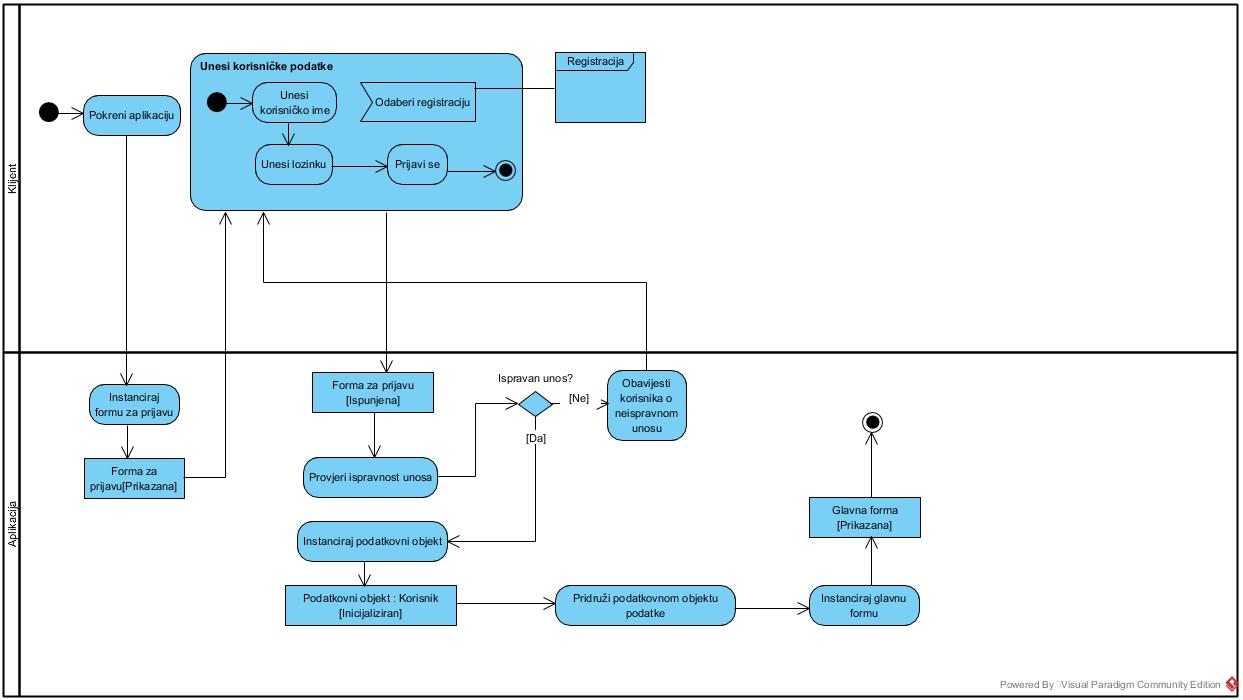 Klijent
Pokreni aplikaciju
Unesi korisničke podatke
Unesi
korisničko ime
Odaberi registraciju
Registracija
Unesi lozinku
Prijavi se
Aplikacija
Instanciraj
formu za prijavu
Forma za
prijavu[Prikazana]
Forma za prijavu
[Ispunjena]
Provjeri ispravnost unosa
Ispravan unos?
[Ne]
[Da]
Obavijesti
korisnika o
neispravnom
unosu
Instanciraj podatkovni objekt
Podatkovni objekt : Korisnik
[Inicijaliziran]
Pridruži podatkovnom objektu
podatke
Instanciraj glavnu
formu
Glavna forma
[Prikazana]
Powered By Visual Paradigm Community Edition